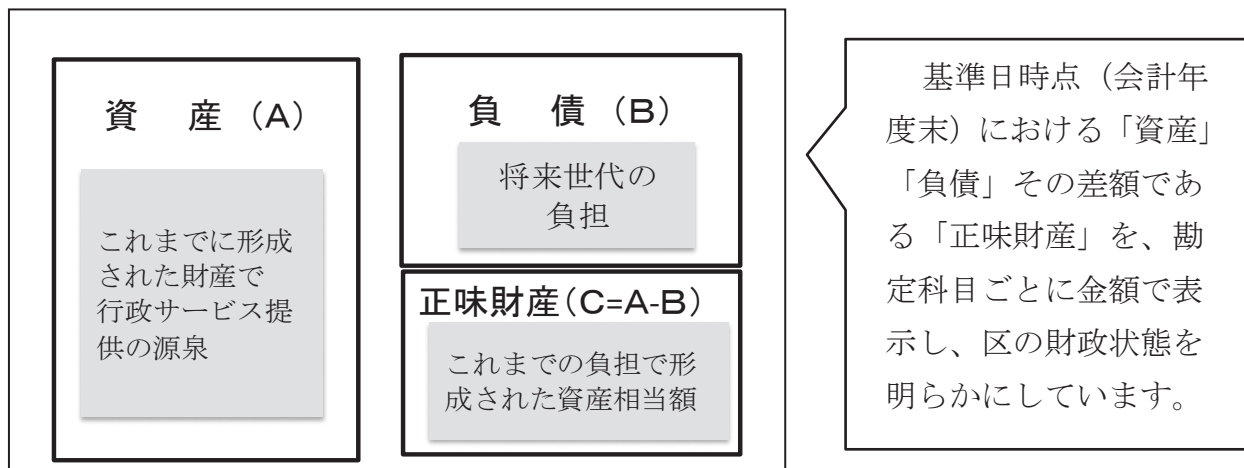 資 産 (A)
これまでに形成
された財産で
行政サービス提
供の源泉
負 債 (B)
将来世代の
負担
正味財産(C=A-B)
これまでの負担で形
成された資産相当額
基準日時点（会計年
度末）における「資産」
「負債」その差額であ
る「正味財産」を、勘
定科目ごとに金額で表
示し、区の財政状態を
明らかにしています。